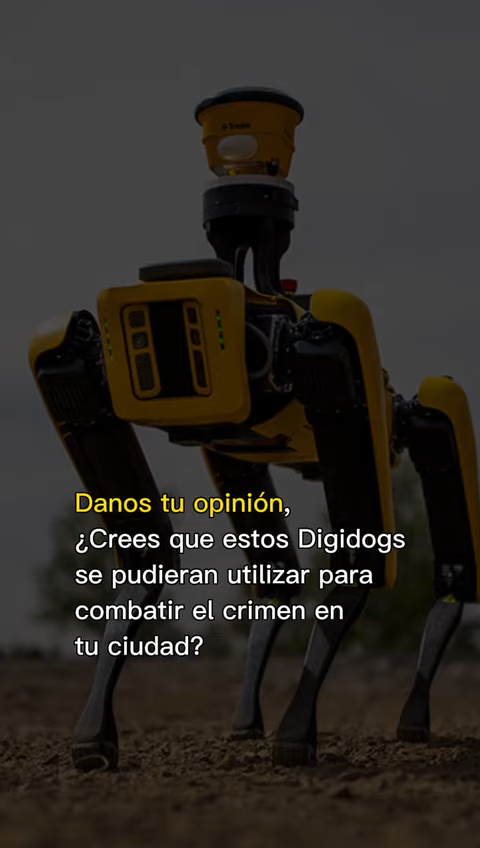 Danos tu opinión,
¿Crees que estos Digidogs
se pudieran utilizar para
combatir el crimen en
tu ciudad?